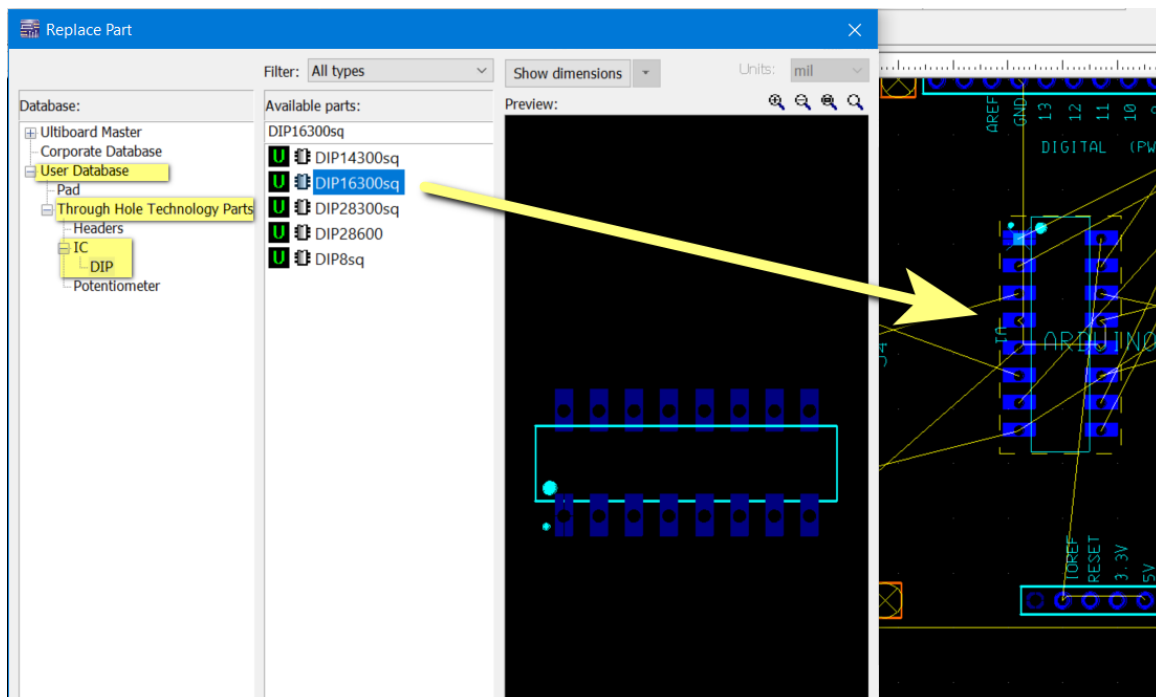 Replace Part
Filter: All types
Show dimensions
Units: mil
Database:
Available parts:
Preview:
Ultiboard Master
Corporate Database
User Database
Pad
Through Hole Technology Parts
Headers
IC
DIP
Potentiometer
DIP16300sq
U DIP14300sq
U DIP16300sq
U DIP28300sq
U DIP28600
U DIP8sq
AREF
GND
13
12
11
10
DIGITAL (PW
ARDUINO
IOREF
RESET
3.3V
5V